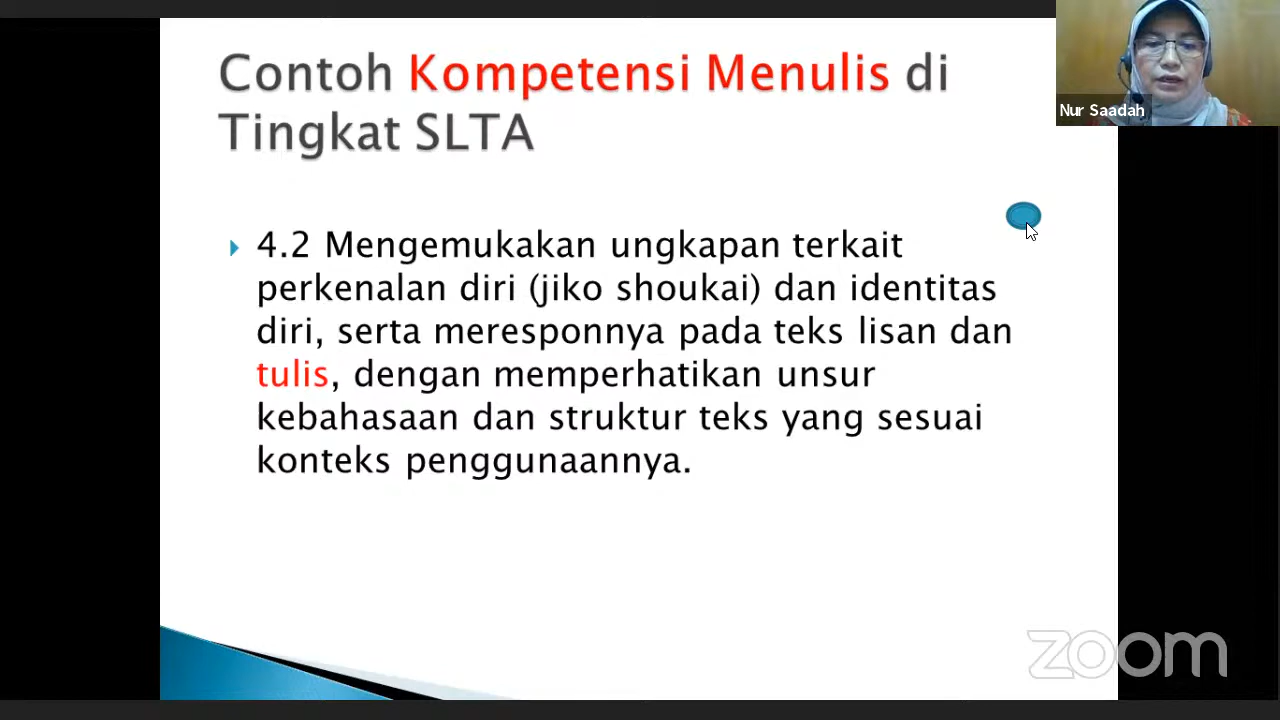 Contoh Kompetensi Menulis di
Tingkat SLTA
Nur Saadah
4.2 Mengemukakan ungkapan terkait
perkenalan diri (jiko shoukai) dan identitas
diri, serta meresponnya pada teks lisan dan
tulis, dengan memperhatikan unsur
kebahasaan dan struktur teks yang sesuai
konteks penggunaannya.
zoom